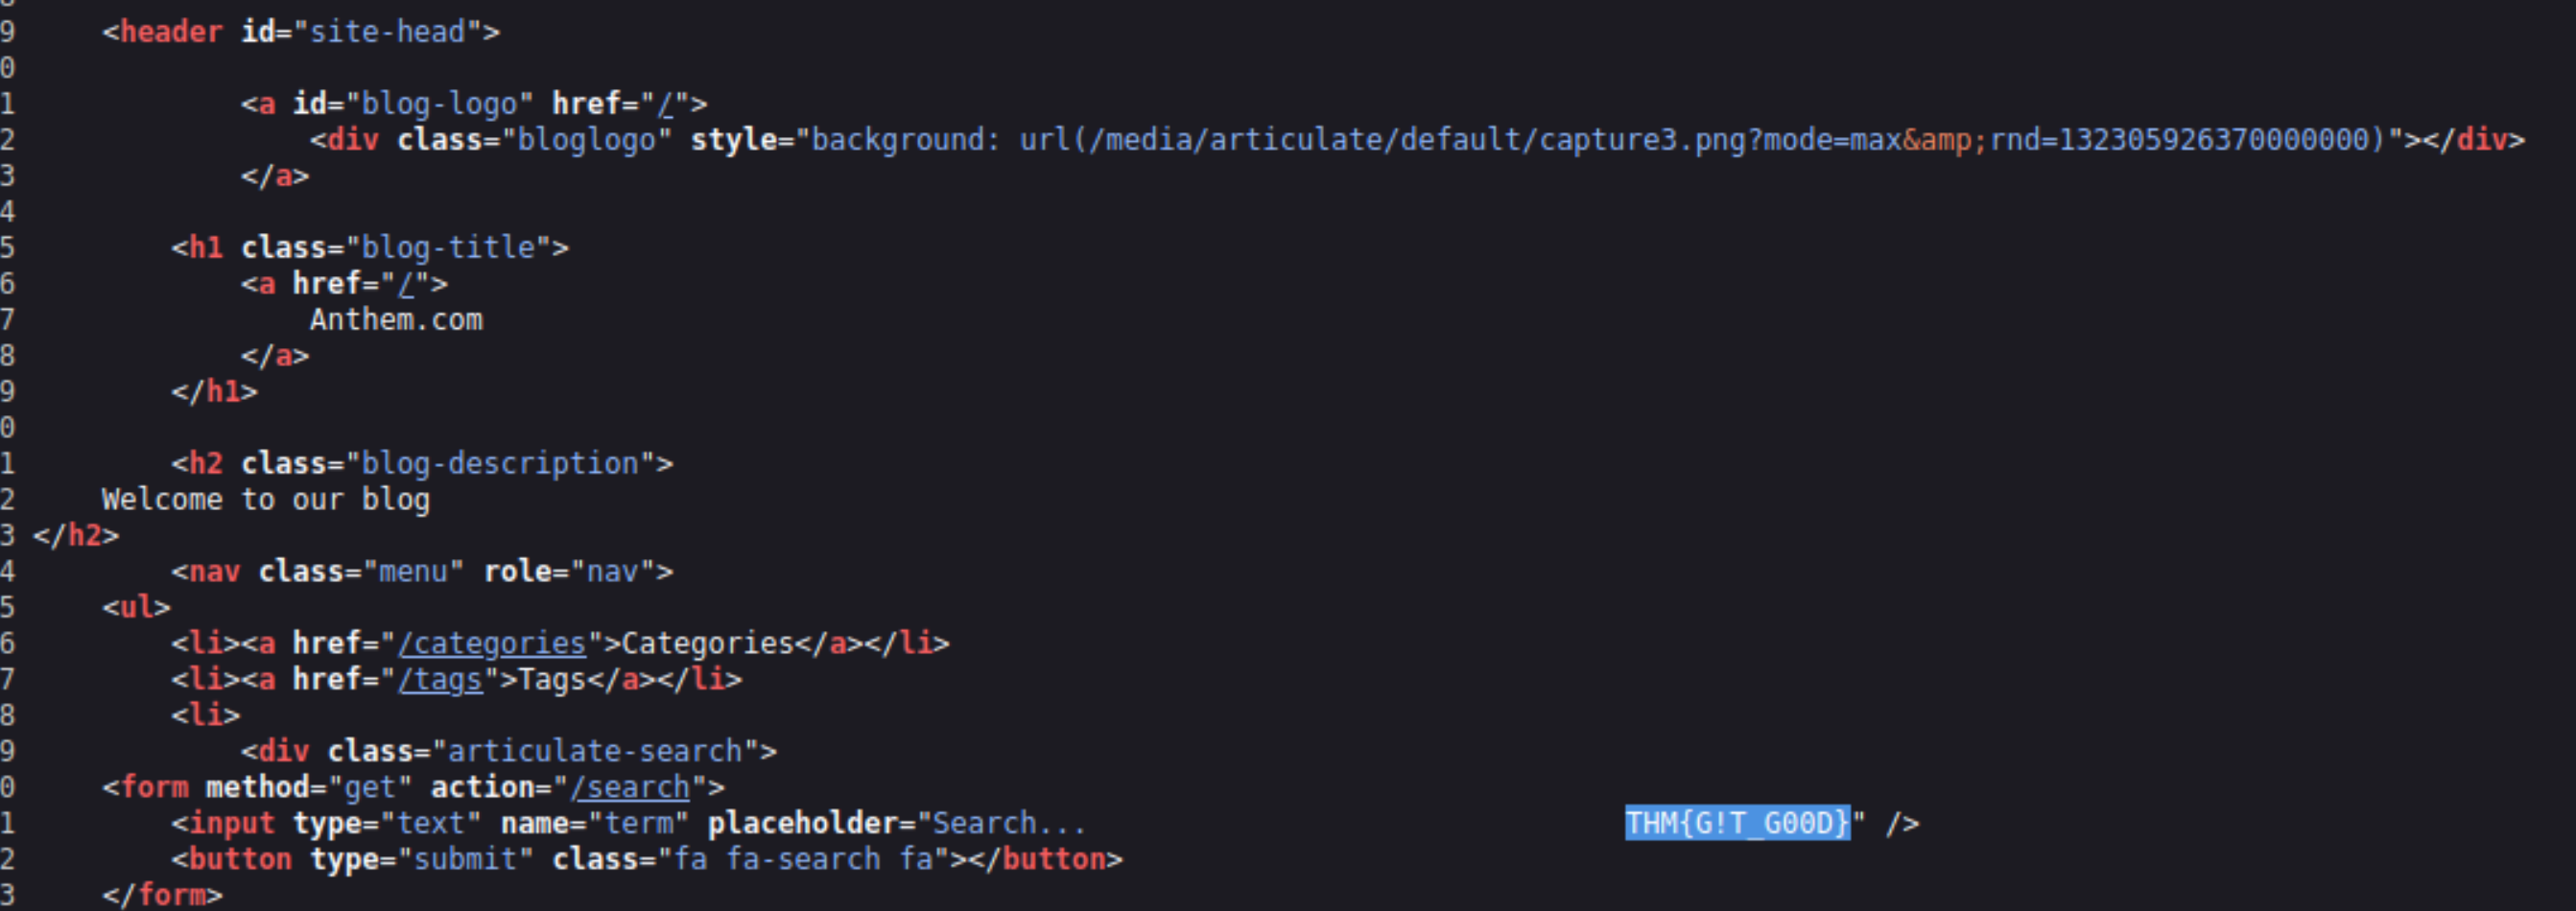 9 <header id="site-head">
0
1 <a id="blog-logo" href="/">
2 <div class="bloglogo" style="background: url(/media/articulate/default/capture3.png?mode=max&amp;rnd=132305926370000000)"></div>
3 </a>
4
5 <h1 class="blog-title">
6 <a href="/">
7 Anthem.com
8 </a>
9 </h1>
0
1 <h2 class="blog-description">
2 Welcome to our blog
3 </h2>
4 <nav class="menu" role="nav">
5 <ul>
6 <li><a href="/categories">Categories</a></li>
7 <li><a href="/tags">Tags</a></li>
8 <li>
9 <div class="articulate-search">
0 <form method="get" action="/search">
1 <input type="text" name="term" placeholder="Search... THM{G!T_G00D}" />
2 <button type="submit" class="fa fa-search fa"></button>
3 </form>